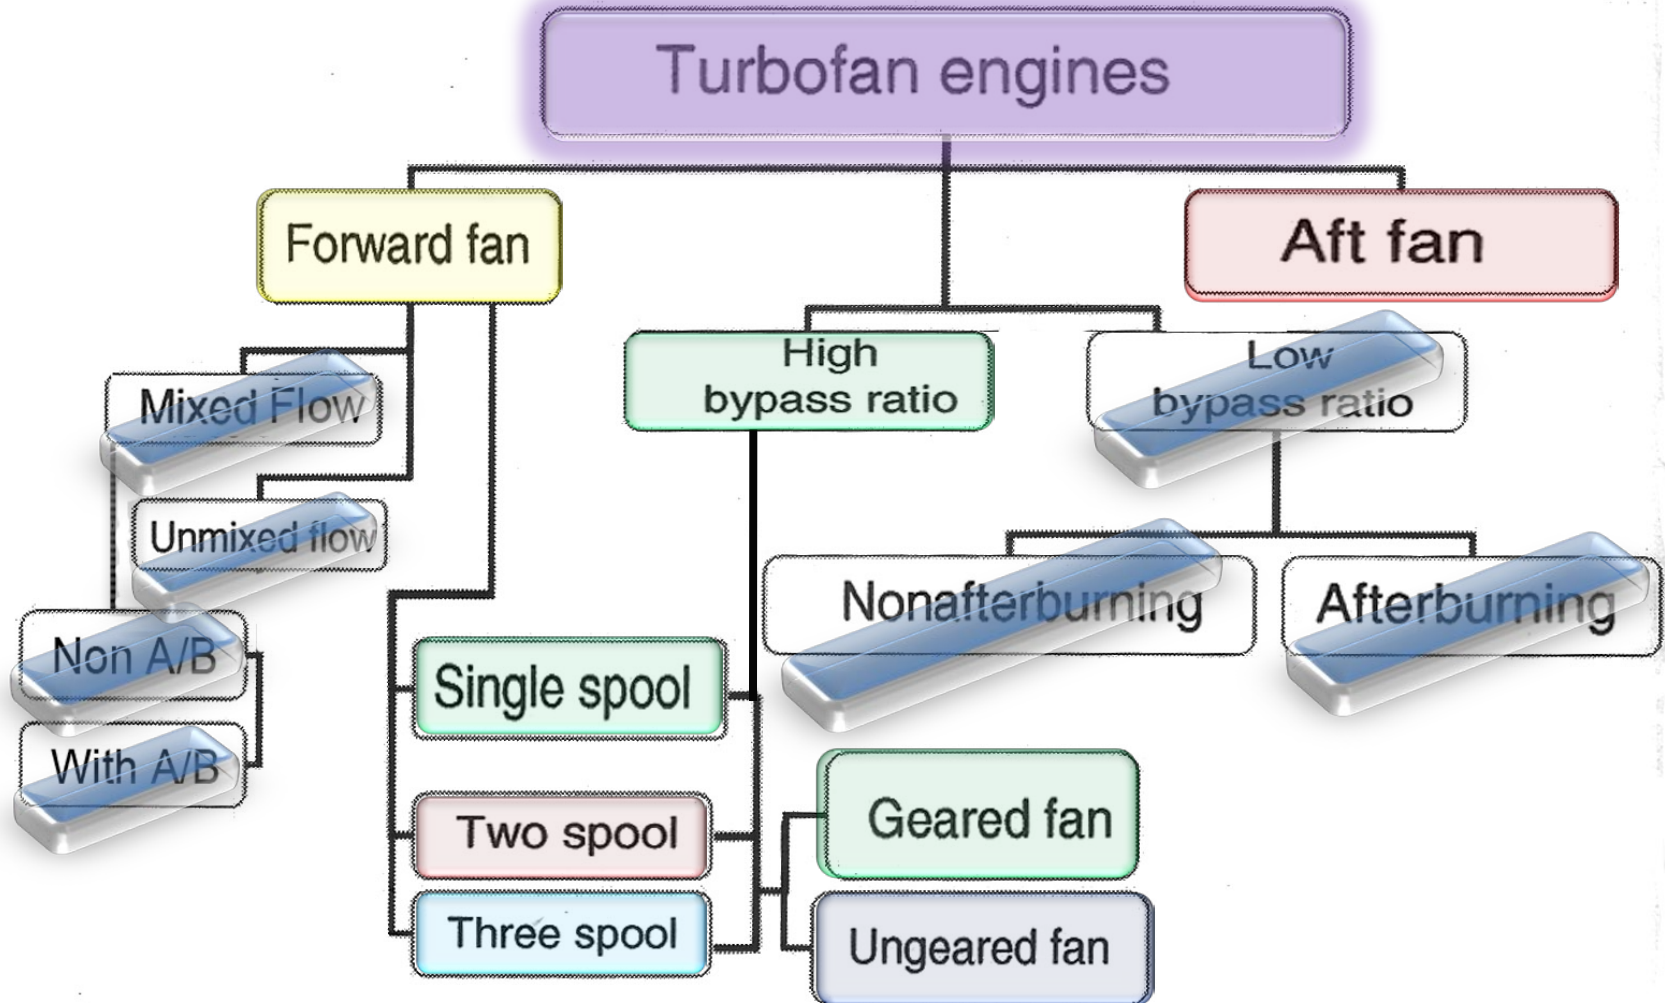 Turbofan engines
Forward fan
Aft fan
High
bypass ratio
Low
bypass ratio
Mixed Flow
Unmixed flow
Non A/B
With A/B
Nonafterburning
Afterburning
Single spool
Two spool
Three spool
Geared fan
Ungeared fan